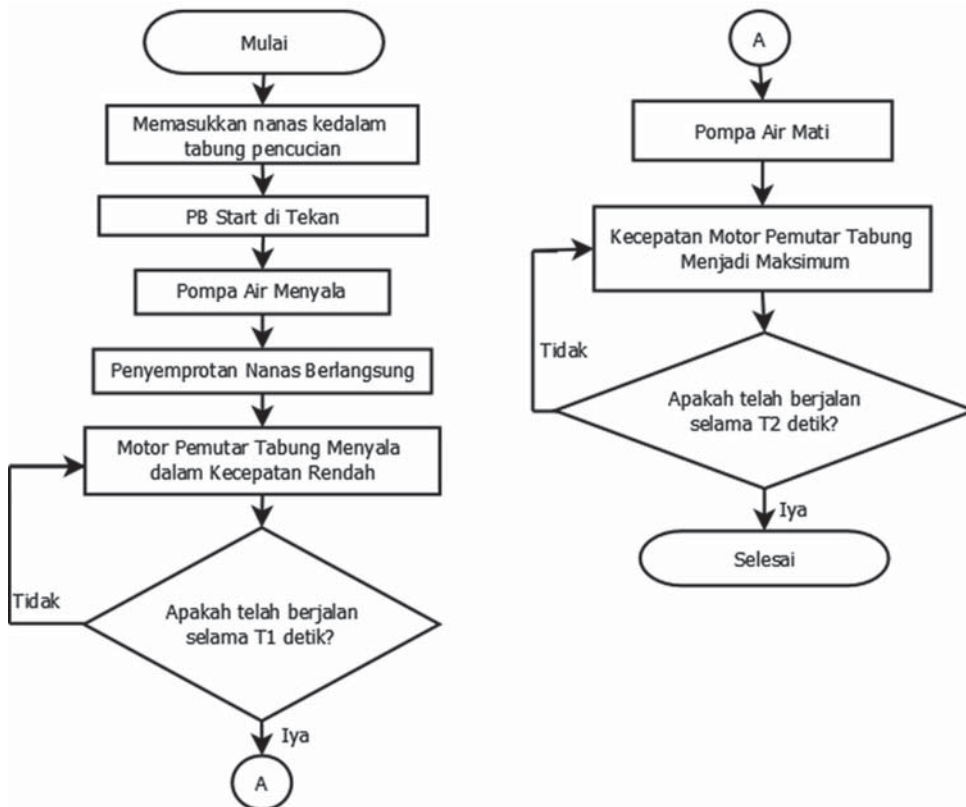 Mulai
Memasukkan nanas kedalam
tabung pencucian
PB Start di Tekan
Pompa Air Menyala
Penyemprotan Nanas Berlangsung
Motor Pemutar Tabung Menyala
dalam Kecepatan Rendah
Tidak
Apakah telah berjalan
selama T1 detik?
Iya
A
A
Pompa Air Mati
Kecepatan Motor Pemutar Tabung
Menjadi Maksimum
Tidak
Apakah telah berjalan
selama T2 detik?
Iya
Selesai